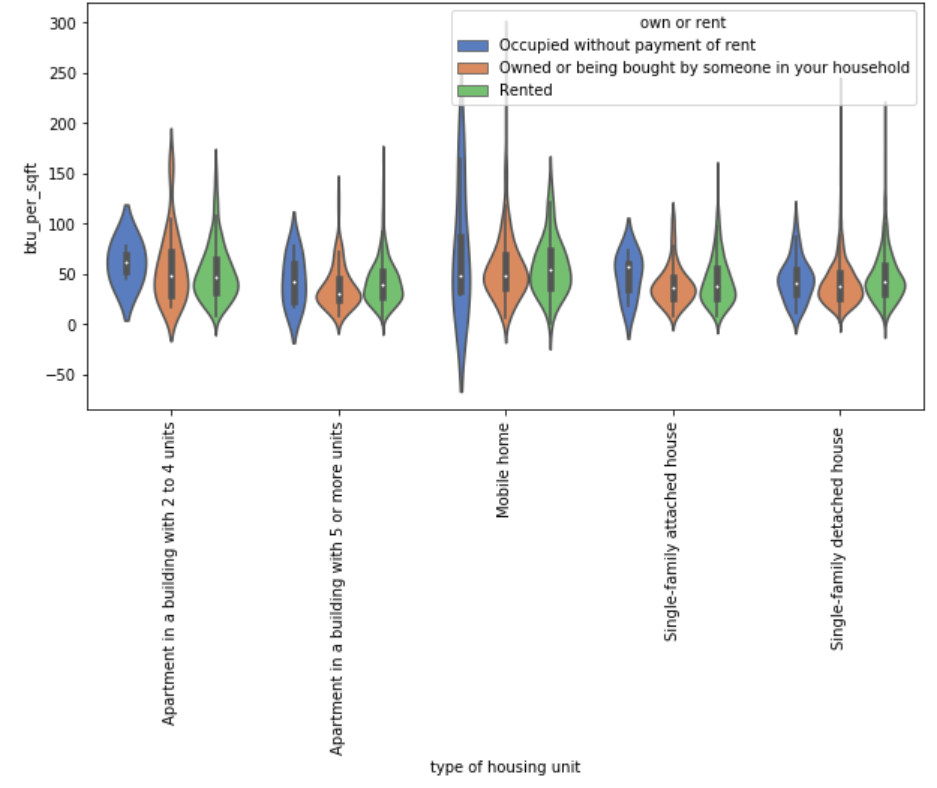 own or rent
Occupied without payment of rent
Owned or being bought by someone in your household
Rented
btu_per_sqft
300
250
200
150
100
50
0
−50
Apartment in a building with 2 to 4 units
Apartment in a building with 5 or more units
Mobile home
Single-family attached house
Single-family detached house
type of housing unit